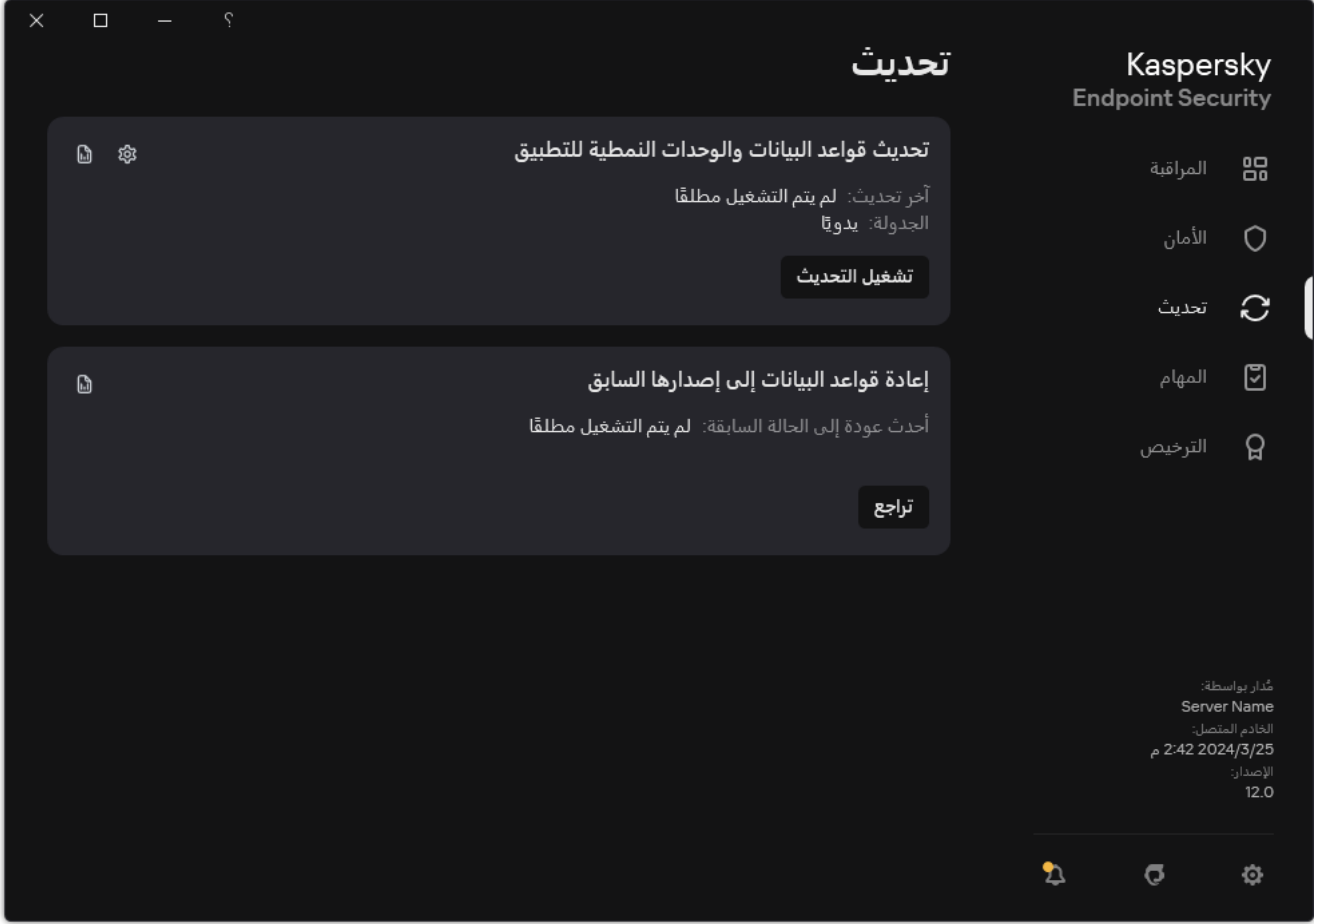 Kaspersky
Endpoint Security
المراقبة
الأمان
تحديث
المهام
الترخيص
مُدار بواسطة:
Server Name
الخادم المتصل:
2024/3/25 2:42 م
الإصدار:
12.0
؟
تحديث
تحديث قواعد البيانات والوحدات النمطية للتطبيق
آخر تحديث: لم يتم التشغيل مطلقًا
الجدولة: يدويًا
تشغيل التحديث
إعادة قواعد البيانات إلى إصدارها السابق
أحدث عودة إلى الحالة السابقة: لم يتم التشغيل مطلقًا
تراجع